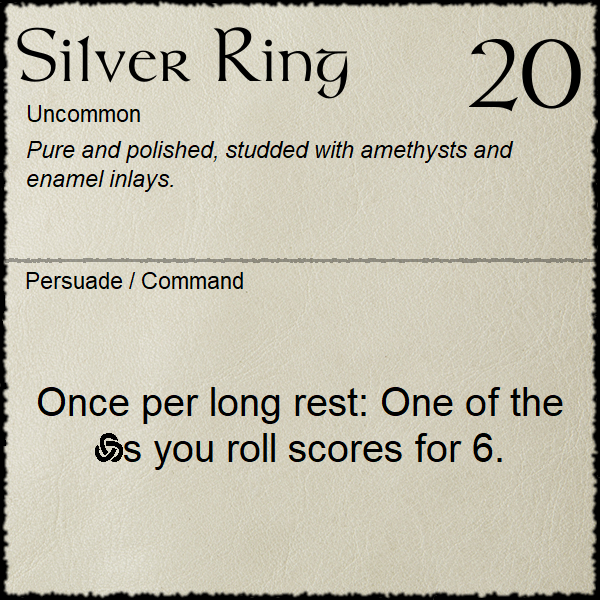 Silver Ring
20
Uncommon
Pure and polished, studded with amethysts and
enamel inlays.
Persuade / Command
Once per long rest: One of the
s you roll scores for 6.